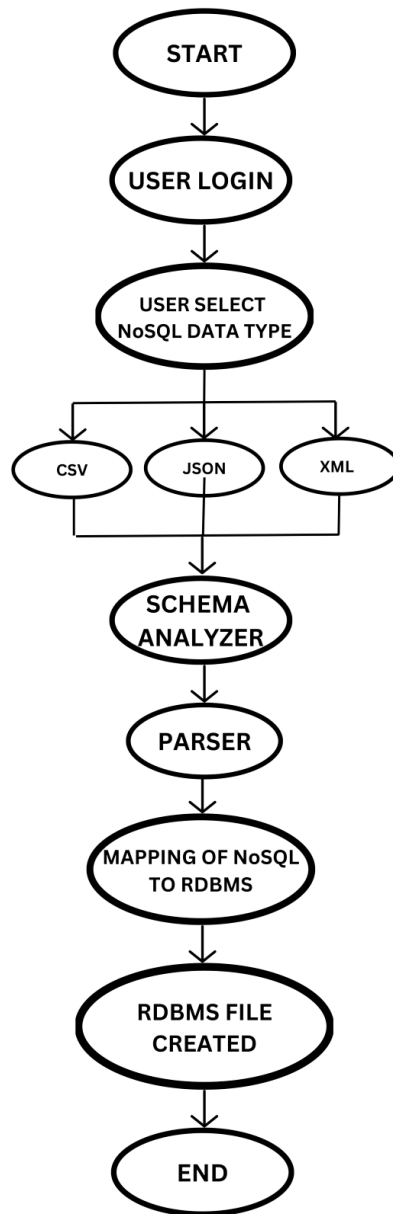 START
USER LOGIN
USER SELECT
NoSQL DATA TYPE
CSV
JSON
XML
SCHEMA
ANALYZER
PARSER
MAPPING OF NoSQL
TO RDBMS
RDBMS FILE
CREATED
END